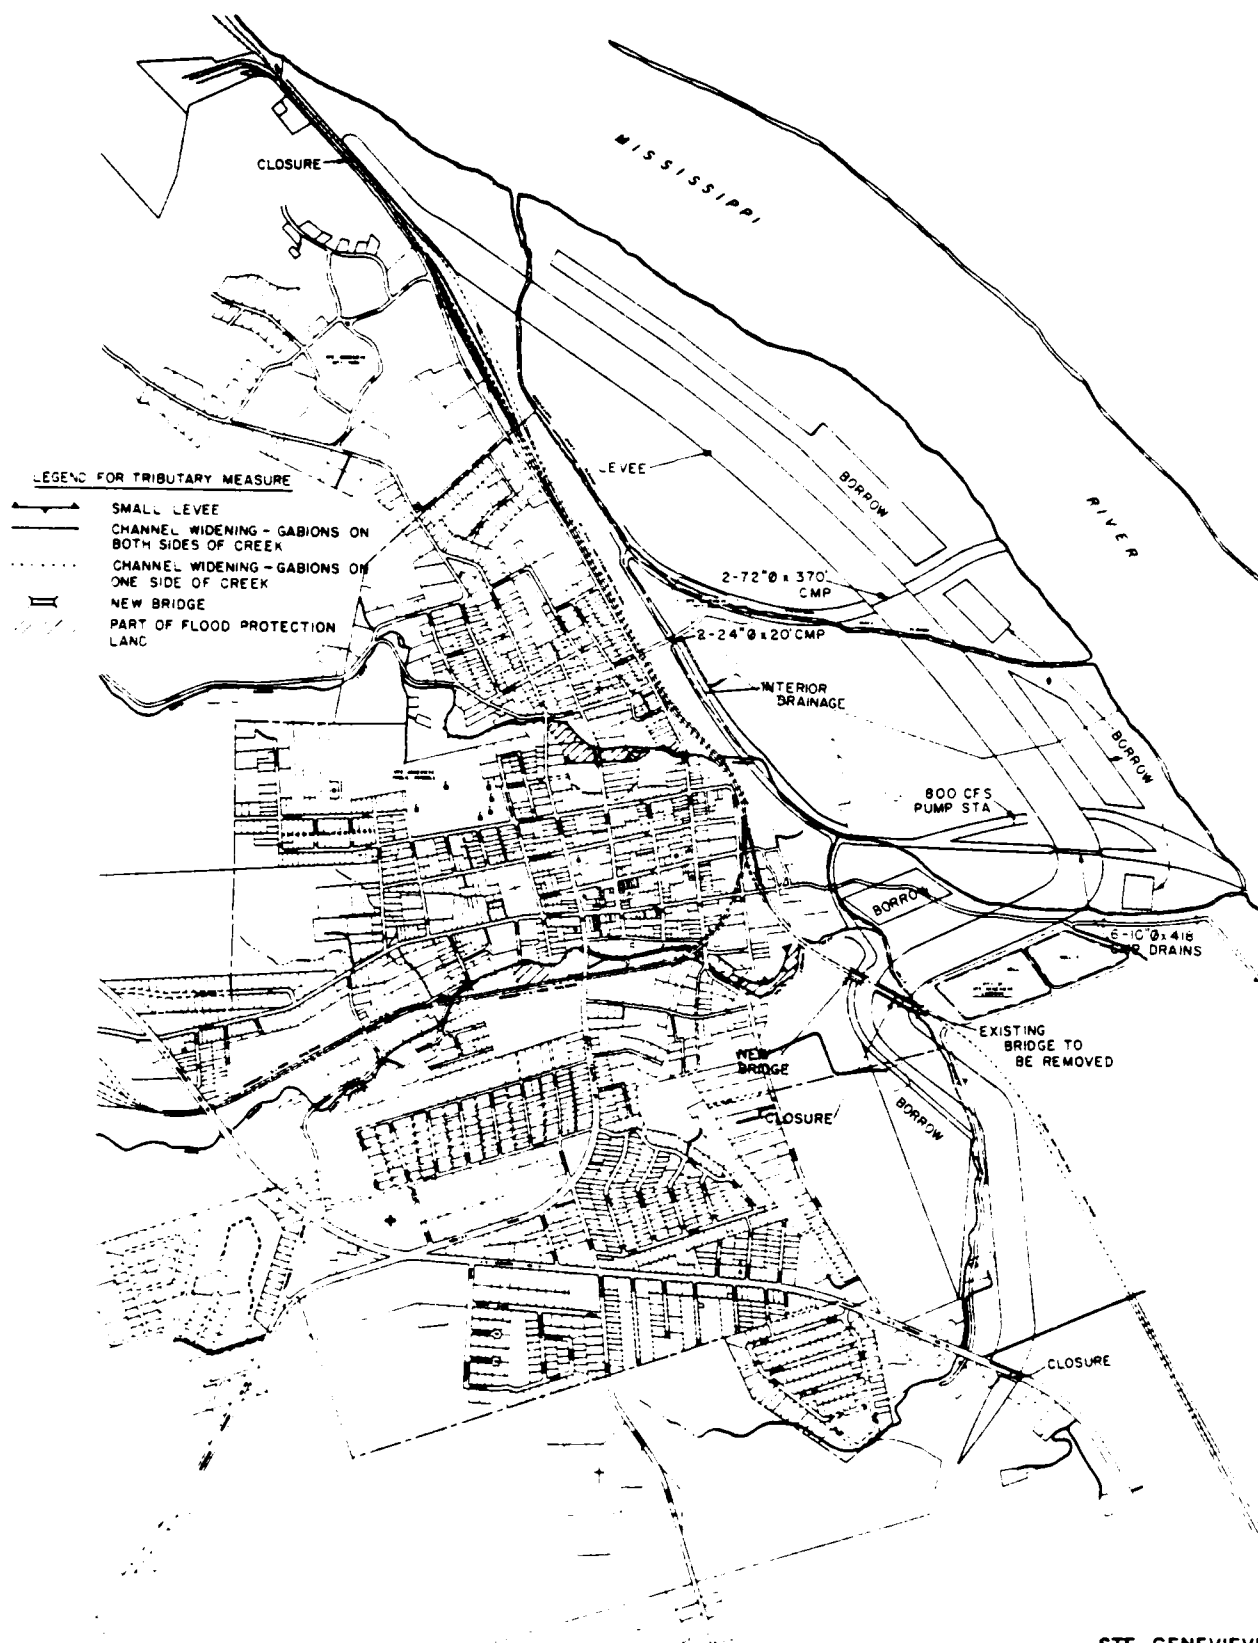 MISSISSIPPI
CLOSURE
LEVEE
BORROW
RIVER
LEGEND FOR TRIBUTARY MEASURE
SMALL LEVEE
CHANNEL WIDENING - GABIONS ON
BOTH SIDES OF CREEK
CHANNEL WIDENING - GABIONS ON
ONE SIDE OF CREEK
NEW BRIDGE
PART OF FLOOD PROTECTION
LAND
2-72"Ø x 370'
CMP
2-24"Ø x 20' CMP
INTERIOR
DRAINAGE
BORROW
800 CFS
PUMP STA
BORROW
DRAINS
EXISTING
BRIDGE TO
BE REMOVED
NEW
BRIDGE
BORROW
CLOSURE
CLOSURE